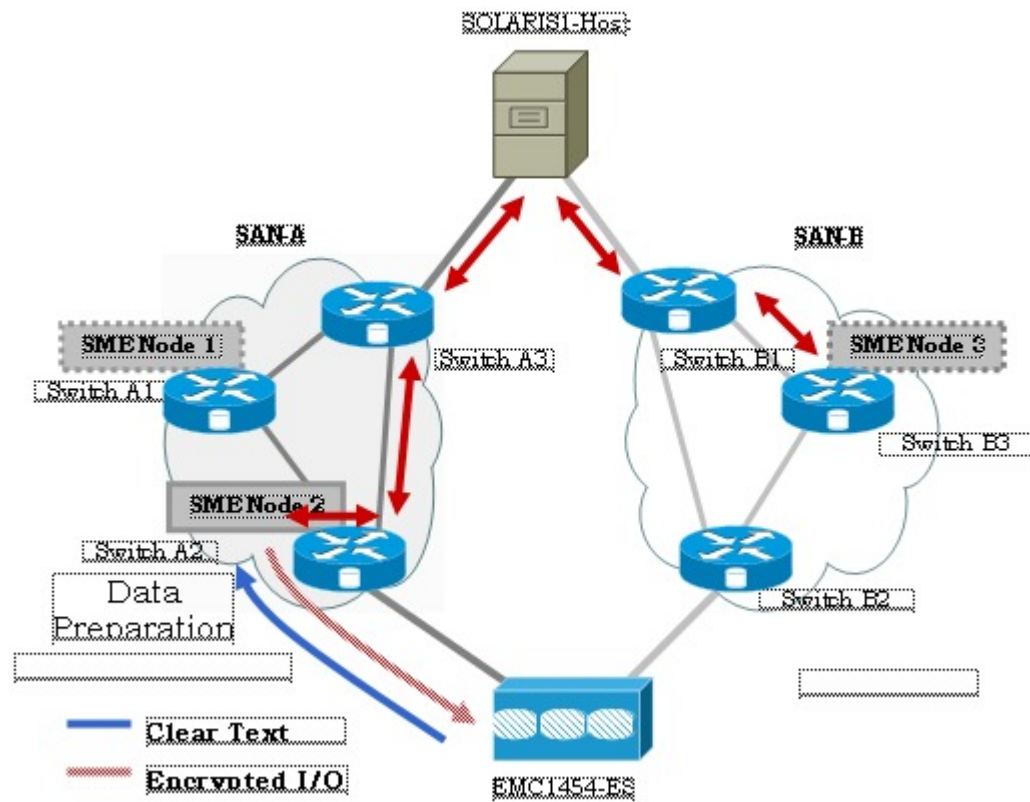 SOLARIS1-Host
SAN-A
SAN-B
SME Node 1
Switch A1
Switch A3
Switch B1
SME Node 3
Switch B3
SME Node 2
Switch A2
Switch B2
Data
Preparation
Clear Text
Encrypted I/O
EMC1454-ES